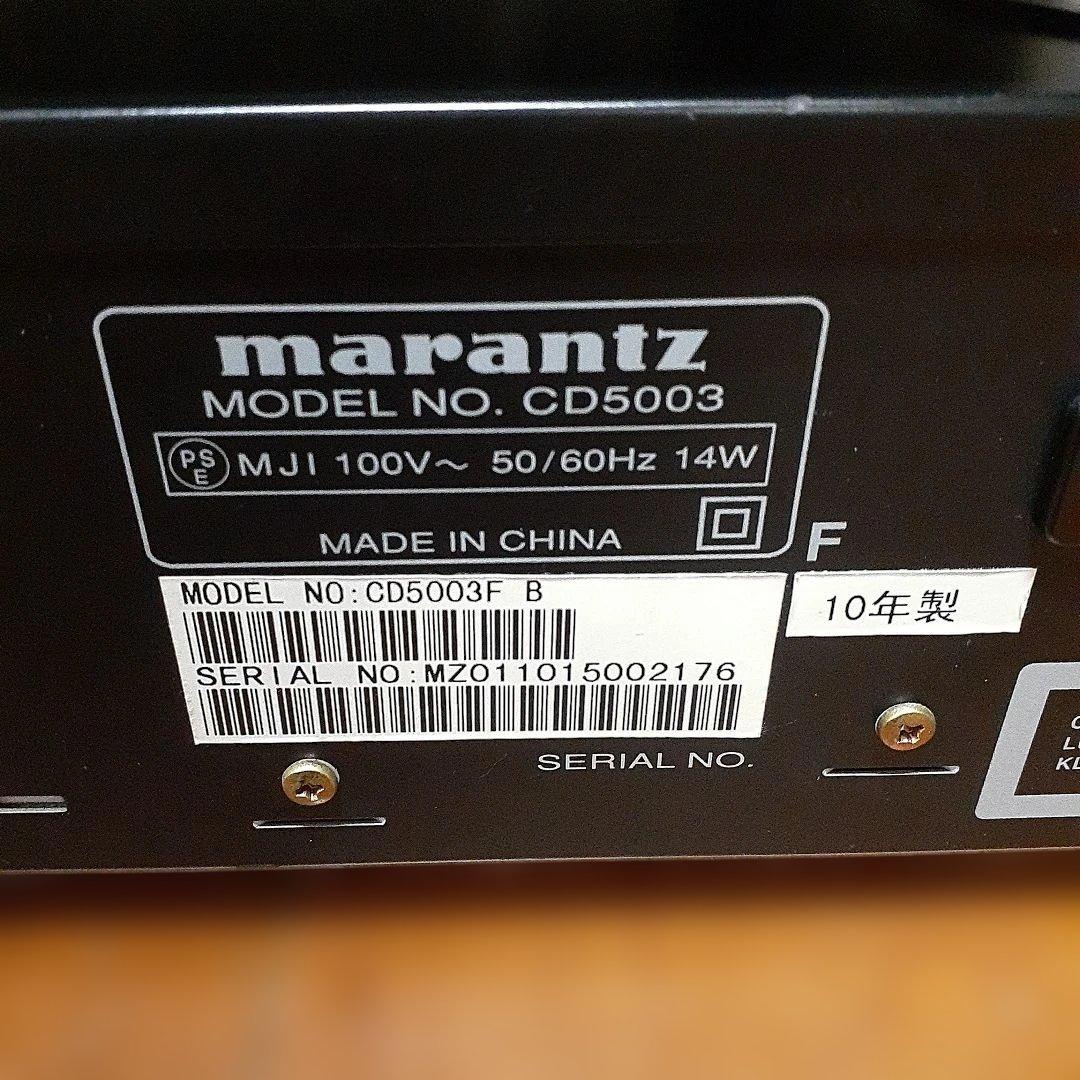 marantz
MODEL NO. CD5003
PS
E
MJI 100V～ 50/60Hz 14W
MADE IN CHINA
F
MODEL NO:CD5003F B
10年製
SERIAL NO:MZ011015002176
SERIAL NO.